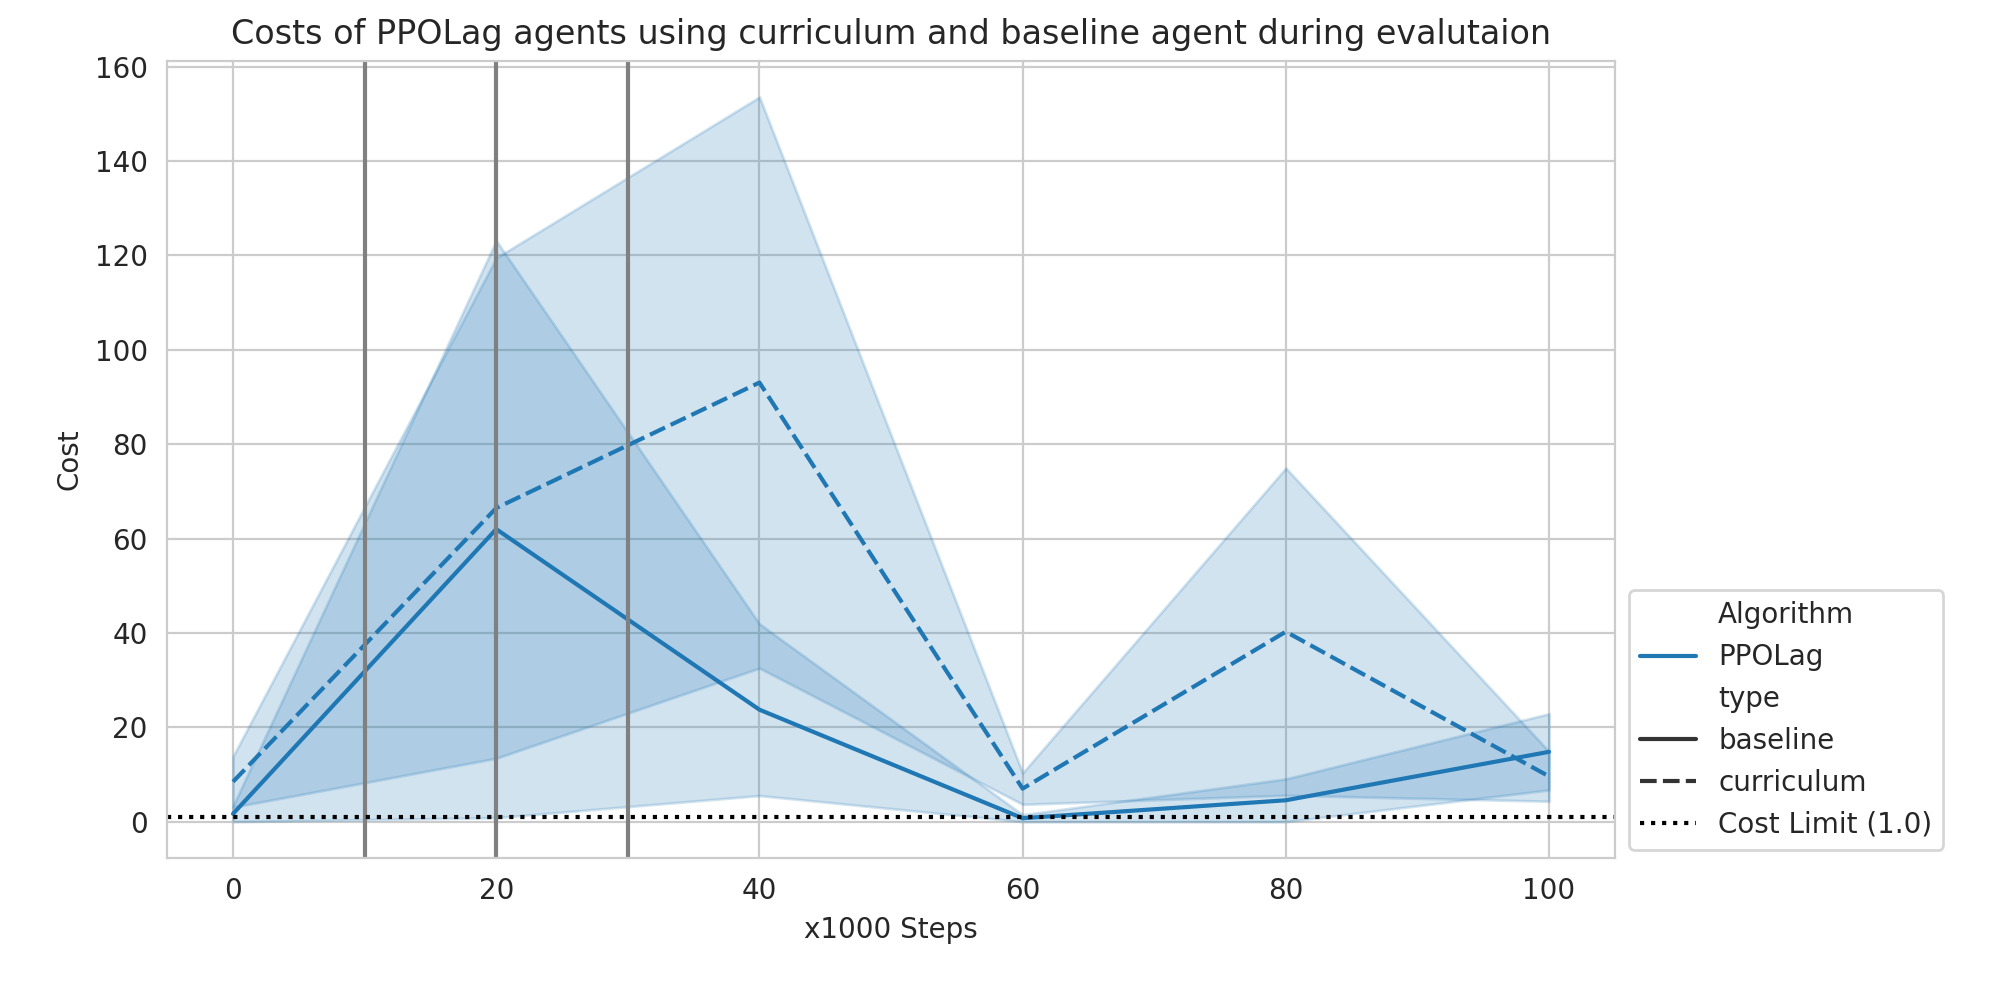 Costs of PPOLag agents using curriculum and baseline agent during evalutaion
160
140
120
100
80
60
40
20
0
Cost
0 20 40 60 80 100
x1000 Steps
Algorithm
PPOLag
type
baseline
curriculum
Cost Limit (1.0)